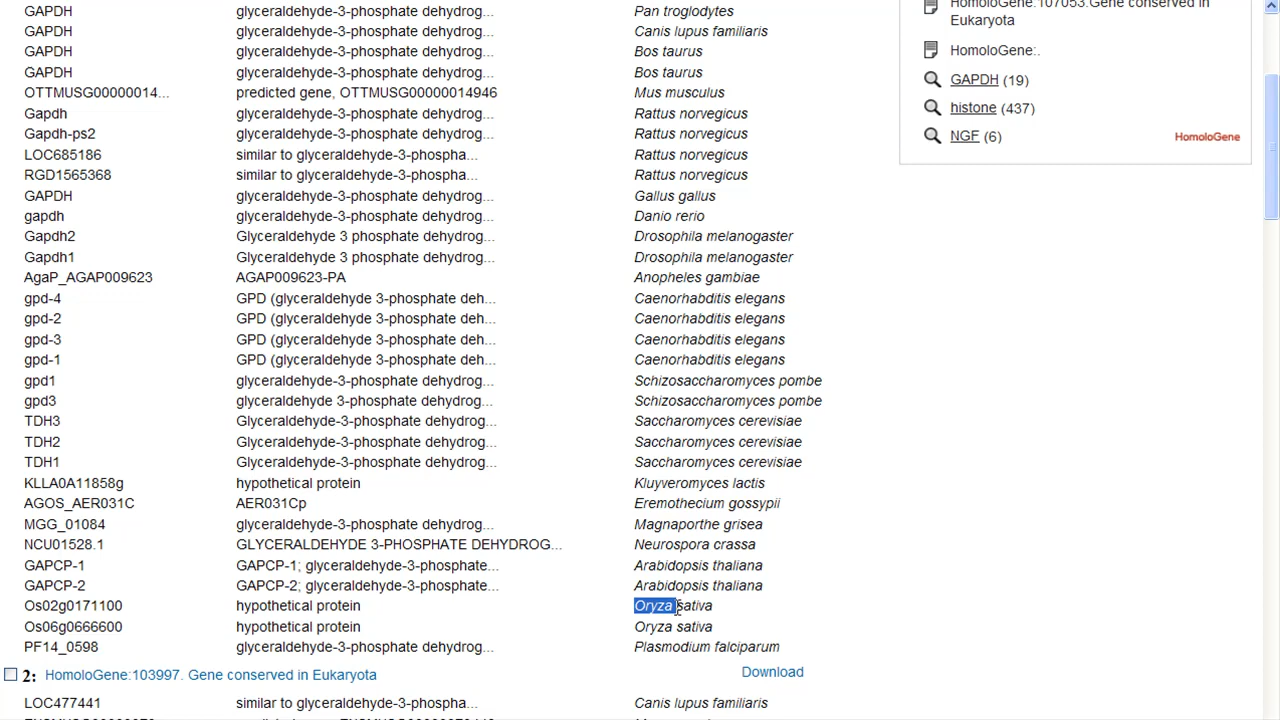 GAPDH glyceraldehyde-3-phosphate dehydrog... Pan troglodytes
GAPDH glyceraldehyde-3-phosphate dehydrog... Canis lupus familiaris
GAPDH glyceraldehyde-3-phosphate dehydrog... Bos taurus
GAPDH glyceraldehyde-3-phosphate dehydrog... Bos taurus
OTTMUSG00000014... predicted gene, OTTMUSG00000014946 Mus musculus
Gapdh glyceraldehyde-3-phosphate dehydrog... Rattus norvegicus
Gapdh-ps2 glyceraldehyde-3-phosphate dehydrog... Rattus norvegicus
LOC685186 similar to glyceraldehyde-3-phospha... Rattus norvegicus
RGD1565368 similar to glyceraldehyde-3-phospha... Rattus norvegicus
GAPDH glyceraldehyde-3-phosphate dehydrog... Gallus gallus
gapdh glyceraldehyde-3-phosphate dehydrog... Danio rerio
Gapdh2 Glyceraldehyde 3 phosphate dehydrog... Drosophila melanogaster
Gapdh1 Glyceraldehyde 3 phosphate dehydrog... Drosophila melanogaster
AgaP_AGAP009623 AGAP009623-PA Anopheles gambiae
gpd-4 GPD (glyceraldehyde 3-phosphate deh... Caenorhabditis elegans
gpd-2 GPD (glyceraldehyde 3-phosphate deh... Caenorhabditis elegans
gpd-3 GPD (glyceraldehyde 3-phosphate deh... Caenorhabditis elegans
gpd-1 GPD (glyceraldehyde 3-phosphate deh... Caenorhabditis elegans
gpd1 glyceraldehyde-3-phosphate dehydrog... Schizosaccharomyces pombe
gpd3 glyceraldehyde 3-phosphate dehydrog... Schizosaccharomyces pombe
TDH3 Glyceraldehyde-3-phosphate dehydrog... Saccharomyces cerevisiae
TDH2 Glyceraldehyde-3-phosphate dehydrog... Saccharomyces cerevisiae
TDH1 Glyceraldehyde-3-phosphate dehydrog... Saccharomyces cerevisiae
KLLA0A11858g hypothetical protein Kluyveromyces lactis
AGOS_AER031C AER031Cp Eremothecium gossypii
MGG_01084 glyceraldehyde-3-phosphate dehydrog... Magnaporthe grisea
NCU01528.1 GLYCERALDEHYDE 3-PHOSPHATE DEHYDROG... Neurospora crassa
GAPCP-1 GAPCP-1; glyceraldehyde-3-phosphate... Arabidopsis thaliana
GAPCP-2 GAPCP-2; glyceraldehyde-3-phosphate... Arabidopsis thaliana
Os02g0171100 hypothetical protein Oryza sativa
Os06g0666600 hypothetical protein Oryza sativa
PF14_0598 glyceraldehyde-3-phosphate dehydrog... Plasmodium falciparum
2: HomoloGene:103997. Gene conserved in Eukaryota Download
LOC477441 similar to glyceraldehyde-3-phospha... Canis lupus familiaris
HomoloGene:107053.Gene conserved in
Eukaryota
HomoloGene:.
GAPDH (19)
histone (437)
NGF (6)
HomoloGene